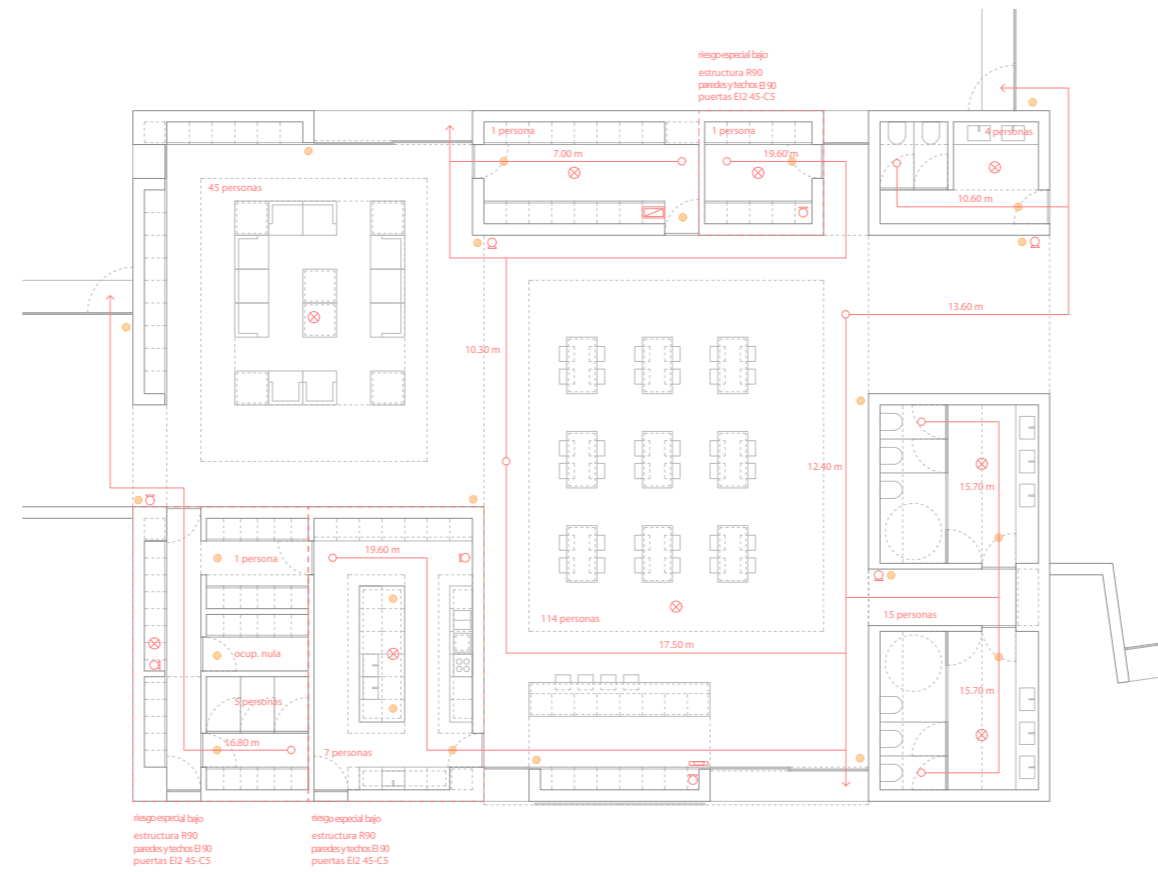 riesgo especial bajo
estructura R90
paredes y techos EI 90
puertas EI2 45-C5
1 persona
1 persona
4 personas
7.00 m
19.60 m
45 personas
10.60 m
13.60 m
10.30 m
12.40 m
15.70 m
19.60 m
1 persona
114 personas
15 personas
17.50 m
ocup. nula
15.70 m
5 personas
16.80 m
7 personas
riesgo especial bajo
estructura R90
paredes y techos EI 90
puertas EI2 45-C5
riesgo especial bajo
estructura R90
paredes y techos EI 90
puertas EI2 45-C5